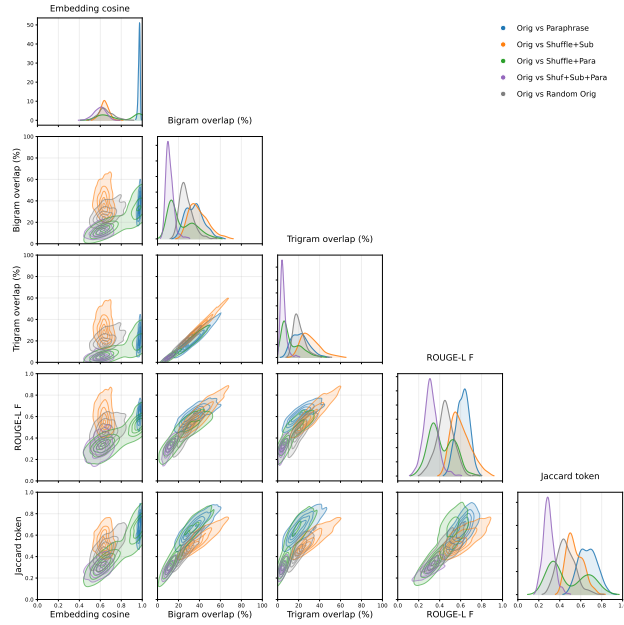 Embedding cosine
50
40
30
20
10
0
Orig vs Paraphrase
Orig vs Shuffle+Sub
Orig vs Shuffle+Para
Orig vs Shuf+Sub+Para
Orig vs Random Orig
Bigram overlap (%)
Bigram overlap (%)
100
80
60
40
20
0
Trigram overlap (%)
Trigram overlap (%)
100
80
60
40
20
0
ROUGE-L F
ROUGE-L F
1.0
0.8
0.6
0.4
0.2
0.0
Jaccard token
Jaccard token
1.0
0.8
0.6
0.4
0.2
0.0
0.0 0.2 0.4 0.6 0.8 1.0
Embedding cosine
0 20 40 60 80 100
Bigram overlap (%)
0 20 40 60 80 100
Trigram overlap (%)
0.0 0.2 0.4 0.6 0.8 1.0
ROUGE-L F
0.0 0.2 0.4 0.6 0.8 1.0